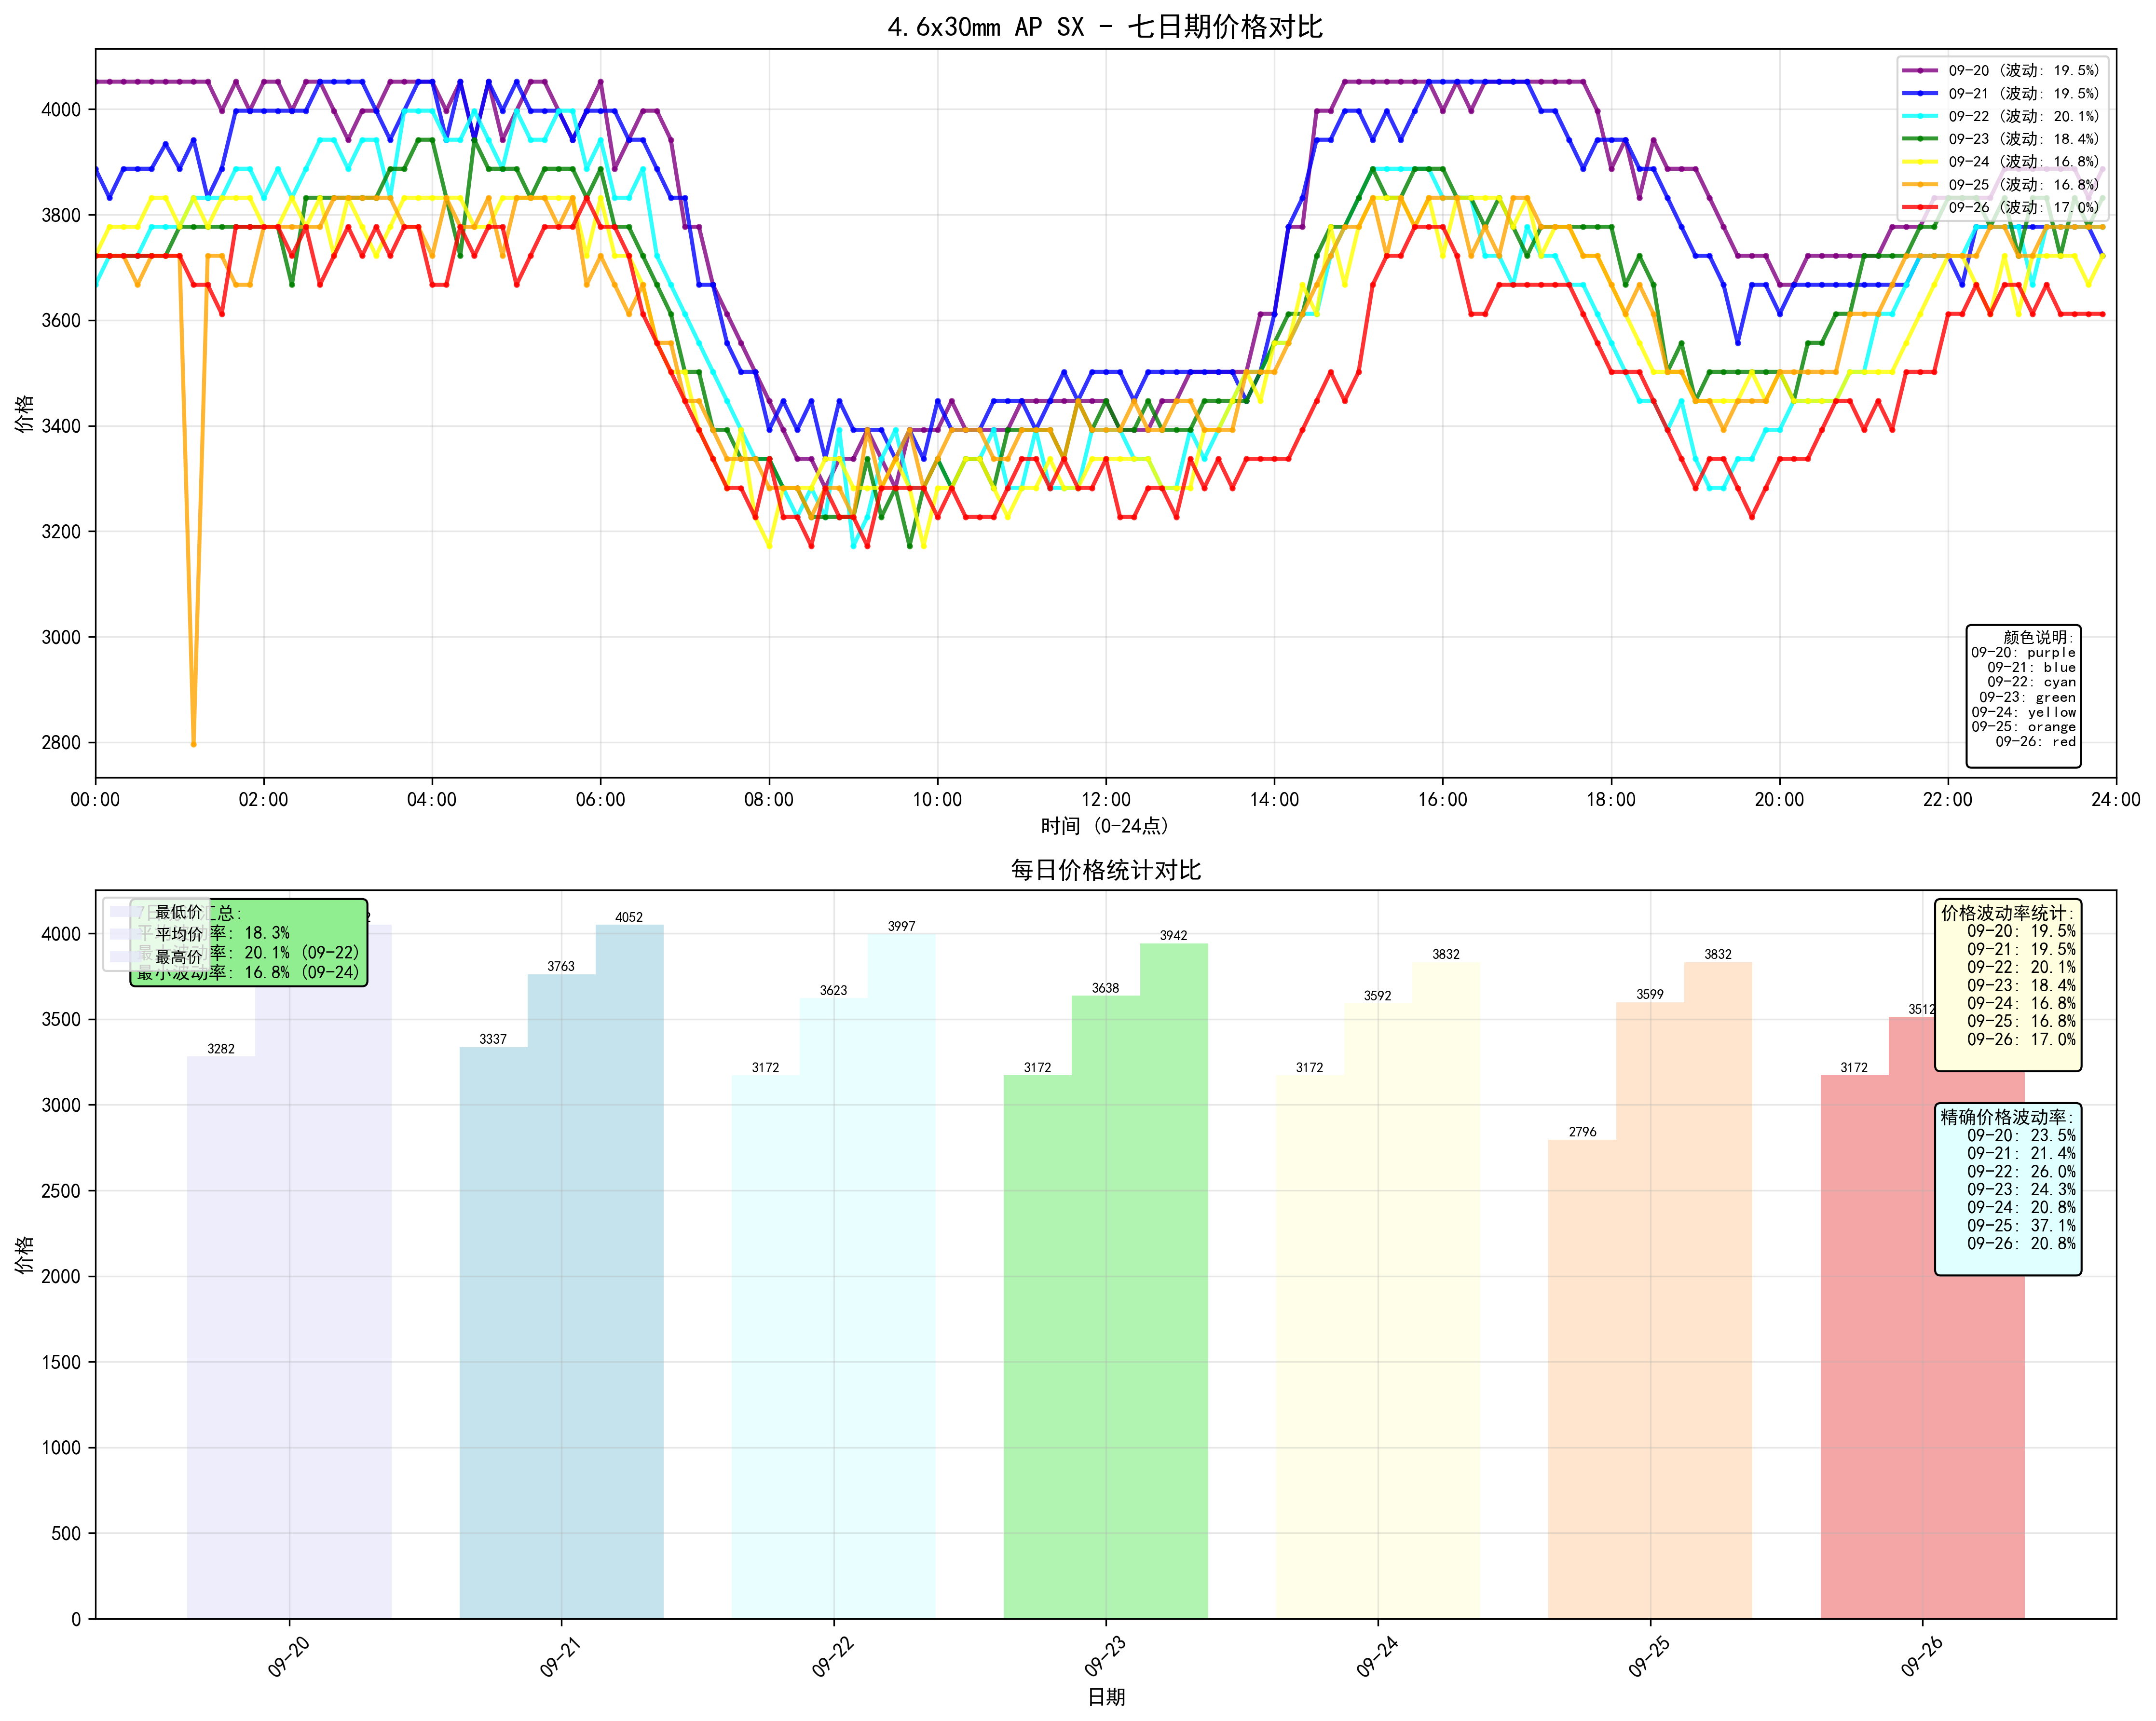 4.6x30mm AP SX - 七日期价格对比
09-20 (波动: 19.5%)
09-21 (波动: 19.5%)
09-22 (波动: 20.1%)
09-23 (波动: 18.4%)
09-24 (波动: 16.8%)
09-25 (波动: 16.8%)
09-26 (波动: 17.0%)
4000
3800
3600
3400
3200
3000
2800
价格
颜色说明:
09-20: purple
09-21: blue
09-22: cyan
09-23: green
09-24: yellow
09-25: orange
09-26: red
00:00 02:00 04:00 06:00 08:00 10:00 12:00 14:00 16:00 18:00 20:00 22:00 24:00
时间 (0-24点)
每日价格统计对比
最低价
平均价
最高价
汇总:
率: 18.3%
率: 20.1% (09-22)
最小波动率: 16.8% (09-24)
价格波动率统计:
09-20: 19.5%
09-21: 19.5%
09-22: 20.1%
09-23: 18.4%
09-24: 16.8%
09-25: 16.8%
09-26: 17.0%
精确价格波动率:
09-20: 23.5%
09-21: 21.4%
09-22: 26.0%
09-23: 24.3%
09-24: 20.8%
09-25: 37.1%
09-26: 20.8%
3282
3337 3763 4052
3172 3623 3997
3172 3638 3942
3172 3592 3832
2796 3599 3832
3172 3512
4000
3500
3000
2500
2000
1500
1000
500
0
价格
09-20 09-21 09-22 09-23 09-24 09-25 09-26
日期